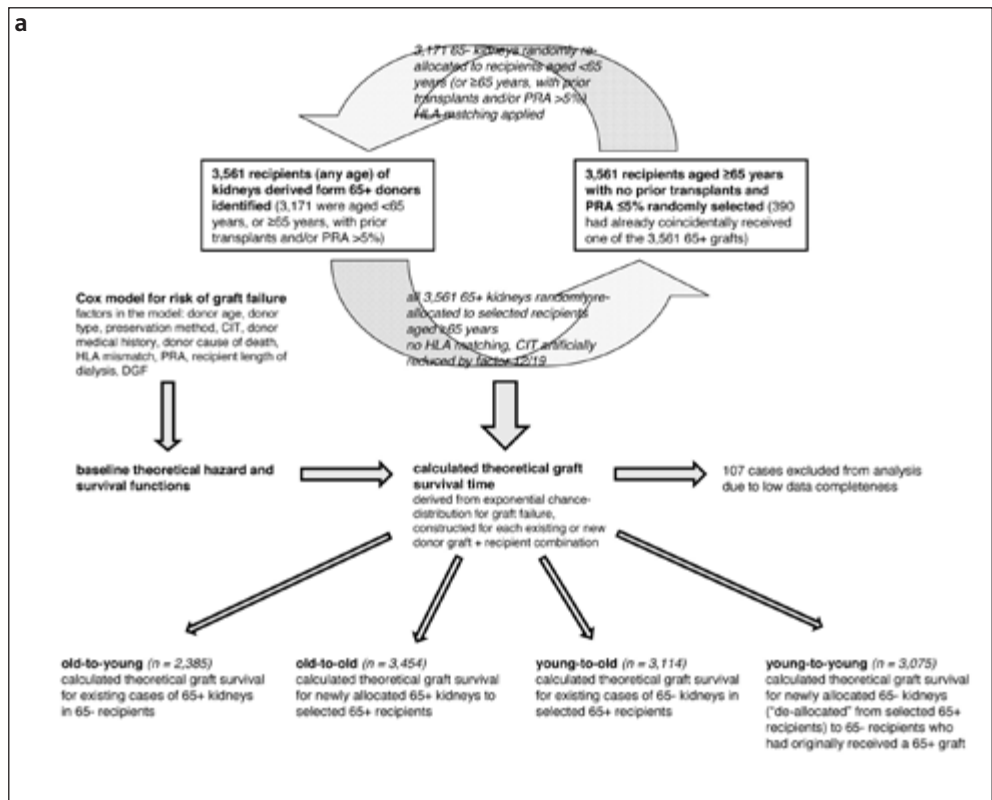 a
3,171 65- kidneys randomly re-
allocated to recipients aged <65
years (or ≥65 years, with prior
transplants and/or PRA >5%)
HLA matching applied
3,561 recipients (any age) of
kidneys derived form 65+ donors
identified (3,171 were aged <65
years, or ≥65 years, with prior
transplants and/or PRA >5%)
3,561 recipients aged ≥65 years
with no prior transplants and
PRA ≤5% randomly selected (390
had already coincidentally received
one of the 3,561 65+ grafts)
Cox model for risk of graft failure
factors in the model: donor age, donor
type, preservation method, CIT, donor
medical history, donor cause of death,
HLA mismatch, PRA, recipient length of
dialysis, DGF
all 3,561 65+ kidneys randomly re-
allocated to selected recipients
aged ≥65 years
no HLA matching, CIT artificially
reduced by factor 12/19
baseline theoretical hazard and
survival functions
calculated theoretical graft
survival time
derived from exponential chance-
distribution for graft failure,
constructed for each existing or new
donor graft + recipient combination
107 cases excluded from analysis
due to low data completeness
old-to-young (n = 2,385)
calculated theoretical graft survival
for existing cases of 65+ kidneys
in 65- recipients
old-to-old (n = 3,454)
calculated theoretical graft survival
for newly allocated 65+ kidneys to
selected 65+ recipients
young-to-old (n = 3,114)
calculated theoretical graft survival
for existing cases of 65- kidneys in
selected 65+ recipients
young-to-young (n = 3,075)
calculated theoretical graft survival
for newly allocated 65- kidneys
("de-allocated" from selected 65+
recipients) to 65- recipients who
had originally received a 65+ graft